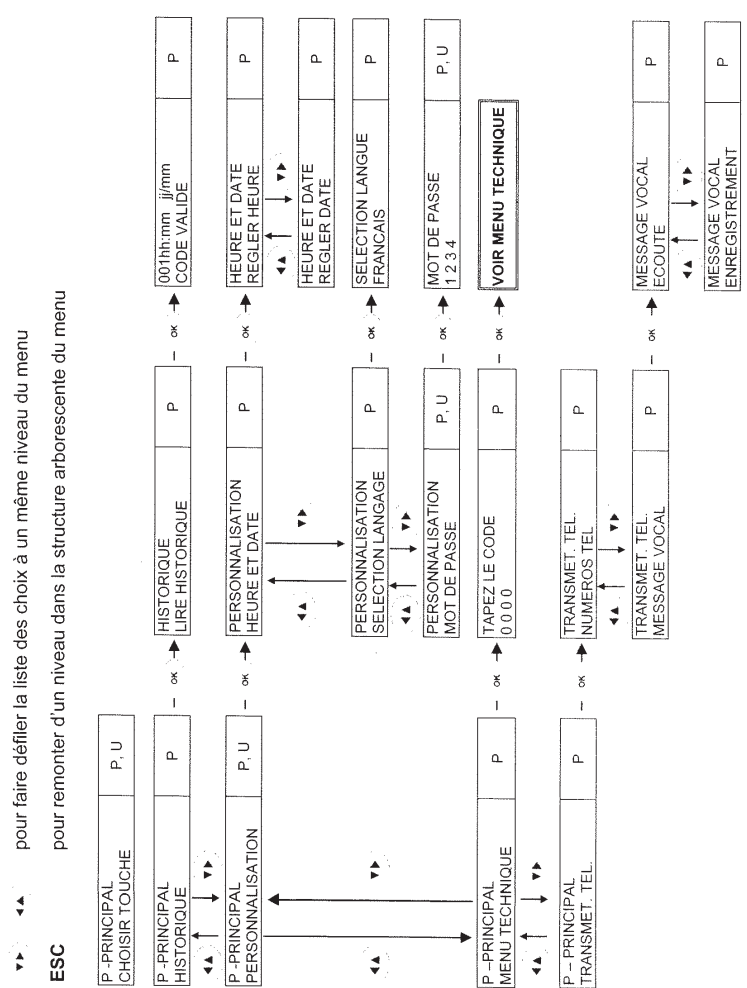 pour faire défiler la liste des choix à un même niveau du menu
ESC pour remonter d'un niveau dans la structure arborescente du menu
P -PRINCIPAL
CHOISIR TOUCHE
P, U
P -PRINCIPAL
HISTORIQUE
P
OK
HISTORIQUE
LIRE HISTORIQUE
P
OK
001hh:mm jj/mm
CODE VALIDE
P
P -PRINCIPAL
PERSONNALISATION
P, U
OK
PERSONNALISATION
HEURE ET DATE
P
OK
HEURE ET DATE
REGLER HEURE
P
HEURE ET DATE
REGLER DATE
P
PERSONNALISATION
SELECTION LANGAGE
P
OK
SELECTION LANGUE
FRANCAIS
P
PERSONNALISATION
MOT DE PASSE
P, U
OK
MOT DE PASSE
1 2 3 4
P, U
P –PRINCIPAL
MENU TECHNIQUE
P
OK
TAPEZ LE CODE
0 0 0 0
P
OK
VOIR MENU TECHNIQUE
P – PRINCIPAL
TRANSMET. TEL.
P
OK
TRANSMET. TEL.
NUMEROS TEL
P
TRANSMET. TEL.
MESSAGE VOCAL
P
OK
MESSAGE VOCAL
ECOUTE
P
MESSAGE VOCAL
ENREGISTREMENT
P